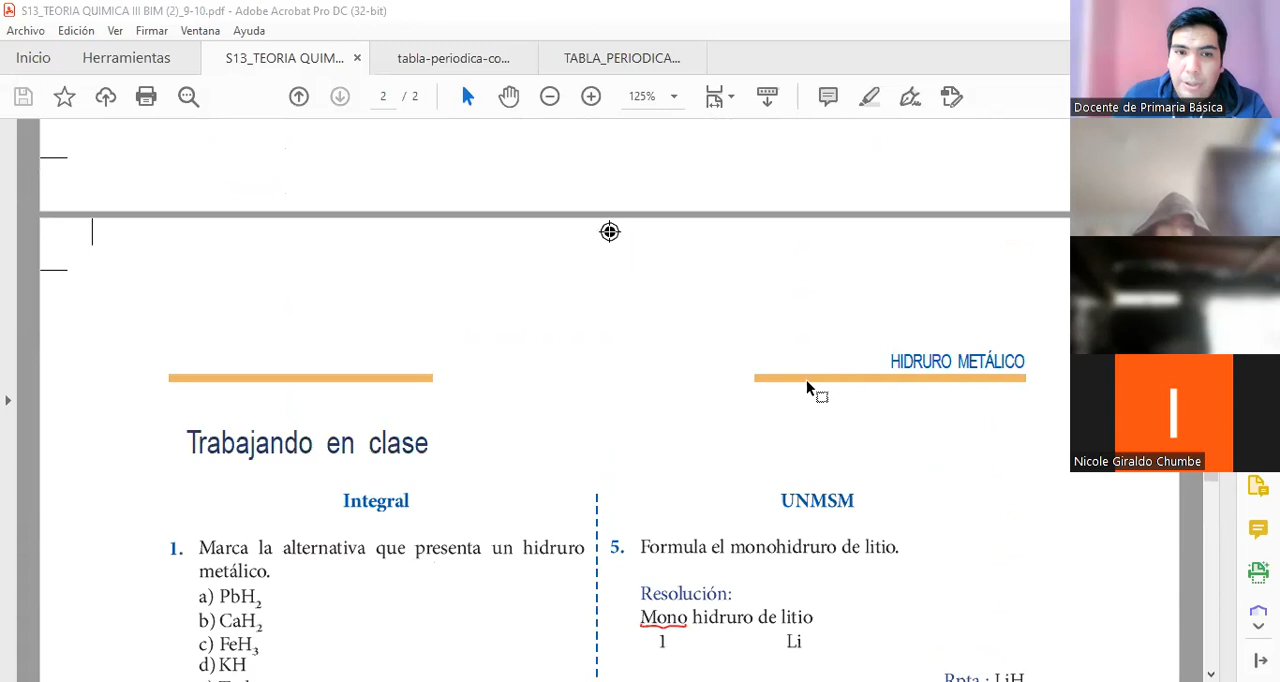 S13_TEORIA QUIMICA III BIM (2)_9-10.pdf - Adobe Acrobat Pro DC (32-bit)
Archivo Edición Ver Firmar Ventana Ayuda
Inicio Herramientas S13_TEORIA QUIM... × tabla-periodica-co... TABLA_PERIODICA...
2 / 2 125%
Docente de Primaria Básica
Nicole Giraldo Chumbe
I
HIDRURO METÁLICO
Trabajando en clase
Integral
1. Marca la alternativa que presenta un hidruro
metálico.
a) PbH₂
b) CaH₂
c) FeH₃
d) KH
UNMSM
5. Formula el monohidruro de litio.
Resolución:
Mono hidruro de litio
1 Li
Rpta.: LiH